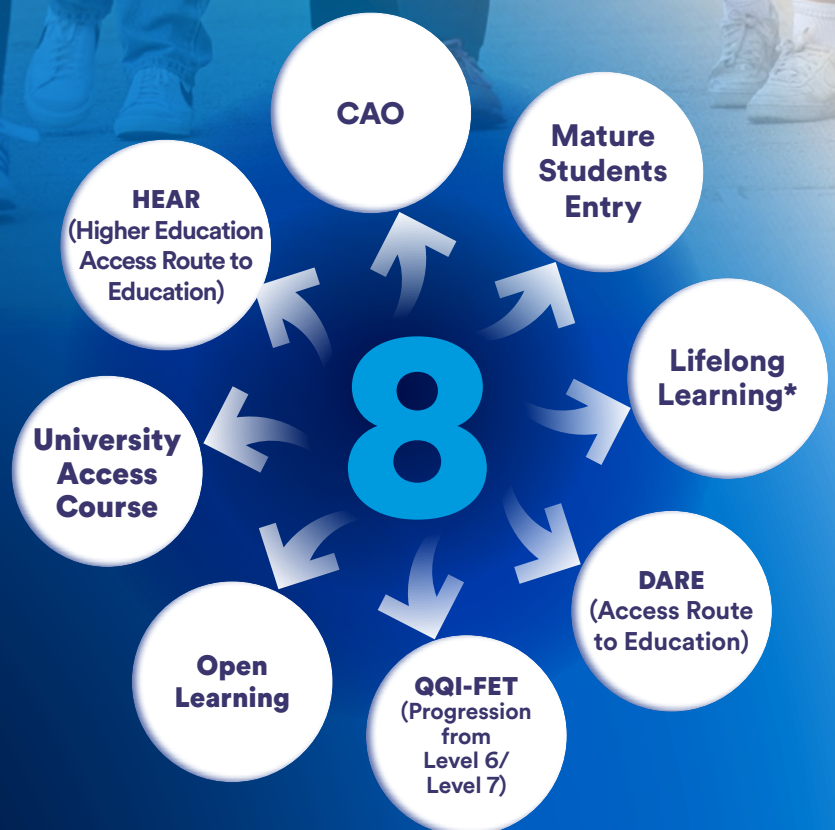 CAO
Mature
Students
Entry
HEAR
(Higher Education
Access Route to
Education)
Lifelong
Learning*
8
University
Access
Course
DARE
(Access Route
to Education)
Open
Learning
QQI-FET
(Progression
from
Level 6/
Level 7)